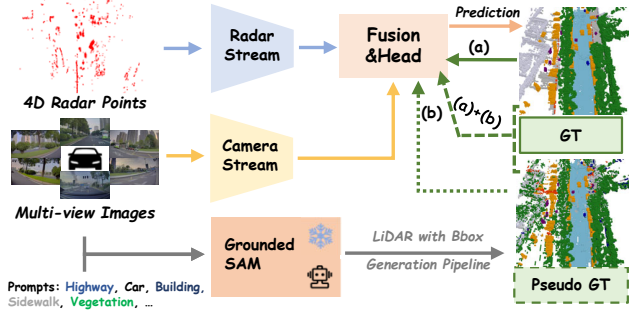 Radar
Stream
Fusion
&Head
Prediction
(a)
4D Radar Points
(b)
(a)+(b)
GT
Camera
Stream
Multi-view Images
Grounded
SAM
LiDAR with Bbox
Generation Pipeline
Pseudo GT
Prompts: Highway, Car, Building,
Sidewalk, Vegetation, ...